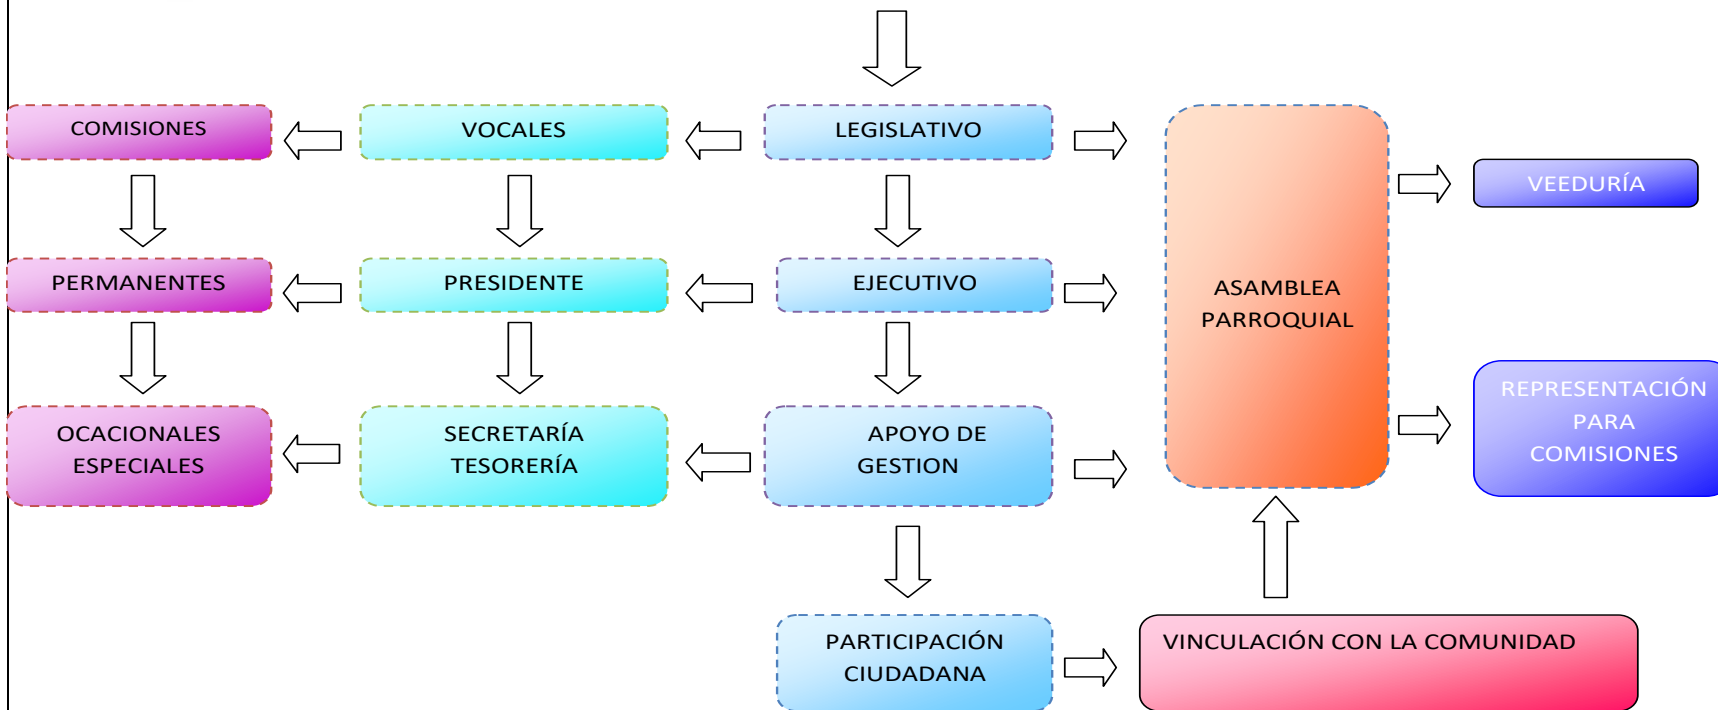 COMISIONES
VOCALES
LEGISLATIVO
VEEDURÍA
PERMANENTES
PRESIDENTE
EJECUTIVO
ASAMBLEA
PARROQUIAL
REPRESENTACIÓN
PARA
COMISIONES
OCACIONALES
ESPECIALES
SECRETARÍA
TESORERÍA
APOYO DE
GESTION
PARTICIPACIÓN
CIUDADANA
VINCULACIÓN CON LA COMUNIDAD